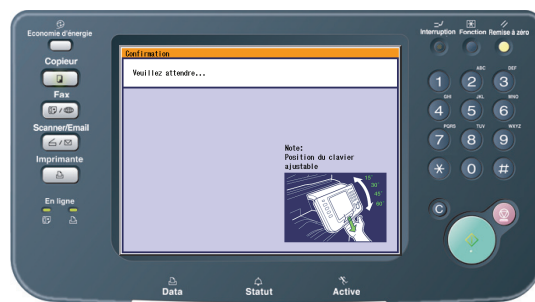 Economie d'énergie
Copieur
Fax
Scanner/Email
Imprimante
En ligne
Confirmation
Veuillez attendre...
Note:
Position du clavier
ajustable
15°
30°
45°
60°
Interruption Fonction Remise à zéro
1 ABC 2 DEF 3
GHI 4 JKL 5 MNO 6
PQRS 7 TUV 8 WXYZ 9
* 0 #
C
Data Statut Active